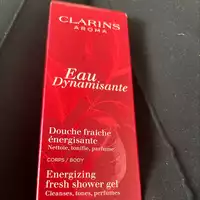 CLARINS
AROMA
Eau
Dynamisante
Douche fraîche
énergisante
Nettoie, tonifie, parfume
CORPS / BODY
Energizing
fresh shower gel
Cleanses, tones, perfumes